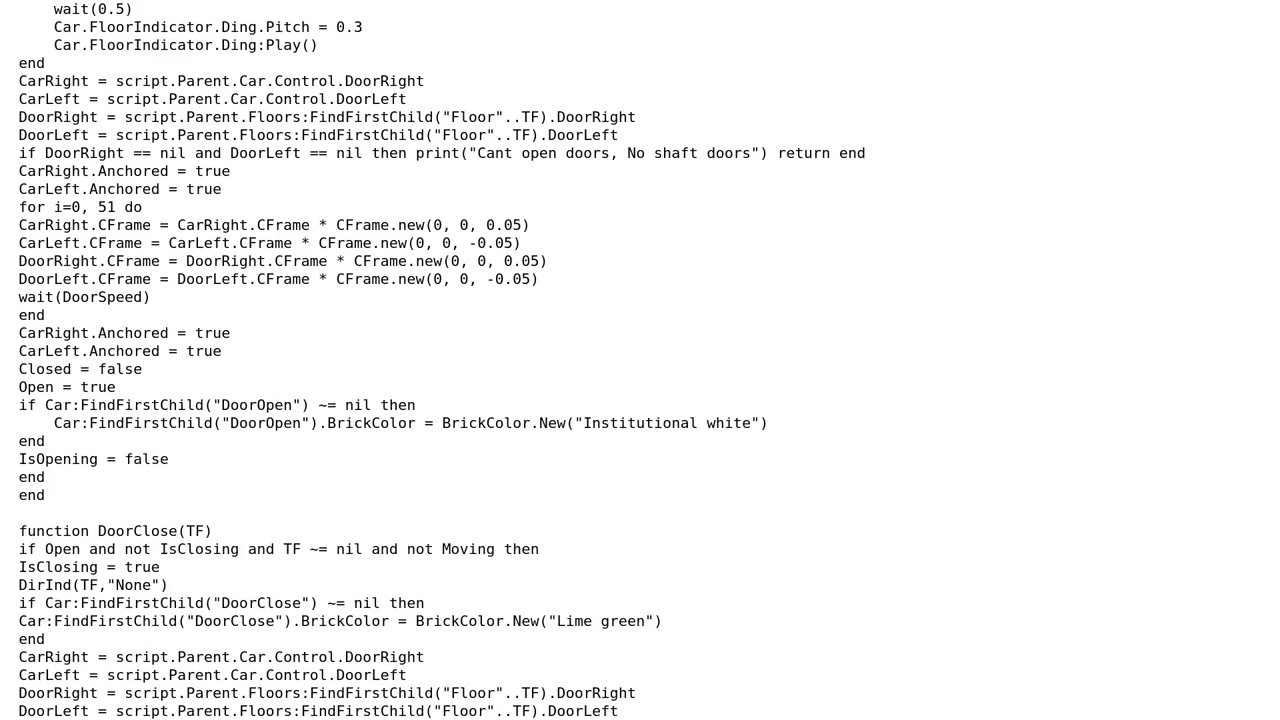 wait(0.5)
Car.FloorIndicator.Ding.Pitch = 0.3
Car.FloorIndicator.Ding:Play()
end
CarRight = script.Parent.Car.Control.DoorRight
CarLeft = script.Parent.Car.Control.DoorLeft
DoorRight = script.Parent.Floors:FindFirstChild("Floor"..TF).DoorRight
DoorLeft = script.Parent.Floors:FindFirstChild("Floor"..TF).DoorLeft
if DoorRight == nil and DoorLeft == nil then print("Cant open doors, No shaft doors") return end
CarRight.Anchored = true
CarLeft.Anchored = true
for i=0, 51 do
CarRight.CFrame = CarRight.CFrame * CFrame.new(0, 0, 0.05)
CarLeft.CFrame = CarLeft.CFrame * CFrame.new(0, 0, -0.05)
DoorRight.CFrame = DoorRight.CFrame * CFrame.new(0, 0, 0.05)
DoorLeft.CFrame = DoorLeft.CFrame * CFrame.new(0, 0, -0.05)
wait(DoorSpeed)
end
CarRight.Anchored = true
CarLeft.Anchored = true
Closed = false
Open = true
if Car:FindFirstChild("DoorOpen") ~= nil then
Car:FindFirstChild("DoorOpen").BrickColor = BrickColor.New("Institutional white")
end
IsOpening = false
end
end
function DoorClose(TF)
if Open and not IsClosing and TF ~= nil and not Moving then
IsClosing = true
DirInd(TF,"None")
if Car:FindFirstChild("DoorClose") ~= nil then
Car:FindFirstChild("DoorClose").BrickColor = BrickColor.New("Lime green")
end
CarRight = script.Parent.Car.Control.DoorRight
CarLeft = script.Parent.Car.Control.DoorLeft
DoorRight = script.Parent.Floors:FindFirstChild("Floor"..TF).DoorRight
DoorLeft = script.Parent.Floors:FindFirstChild("Floor"..TF).DoorLeft